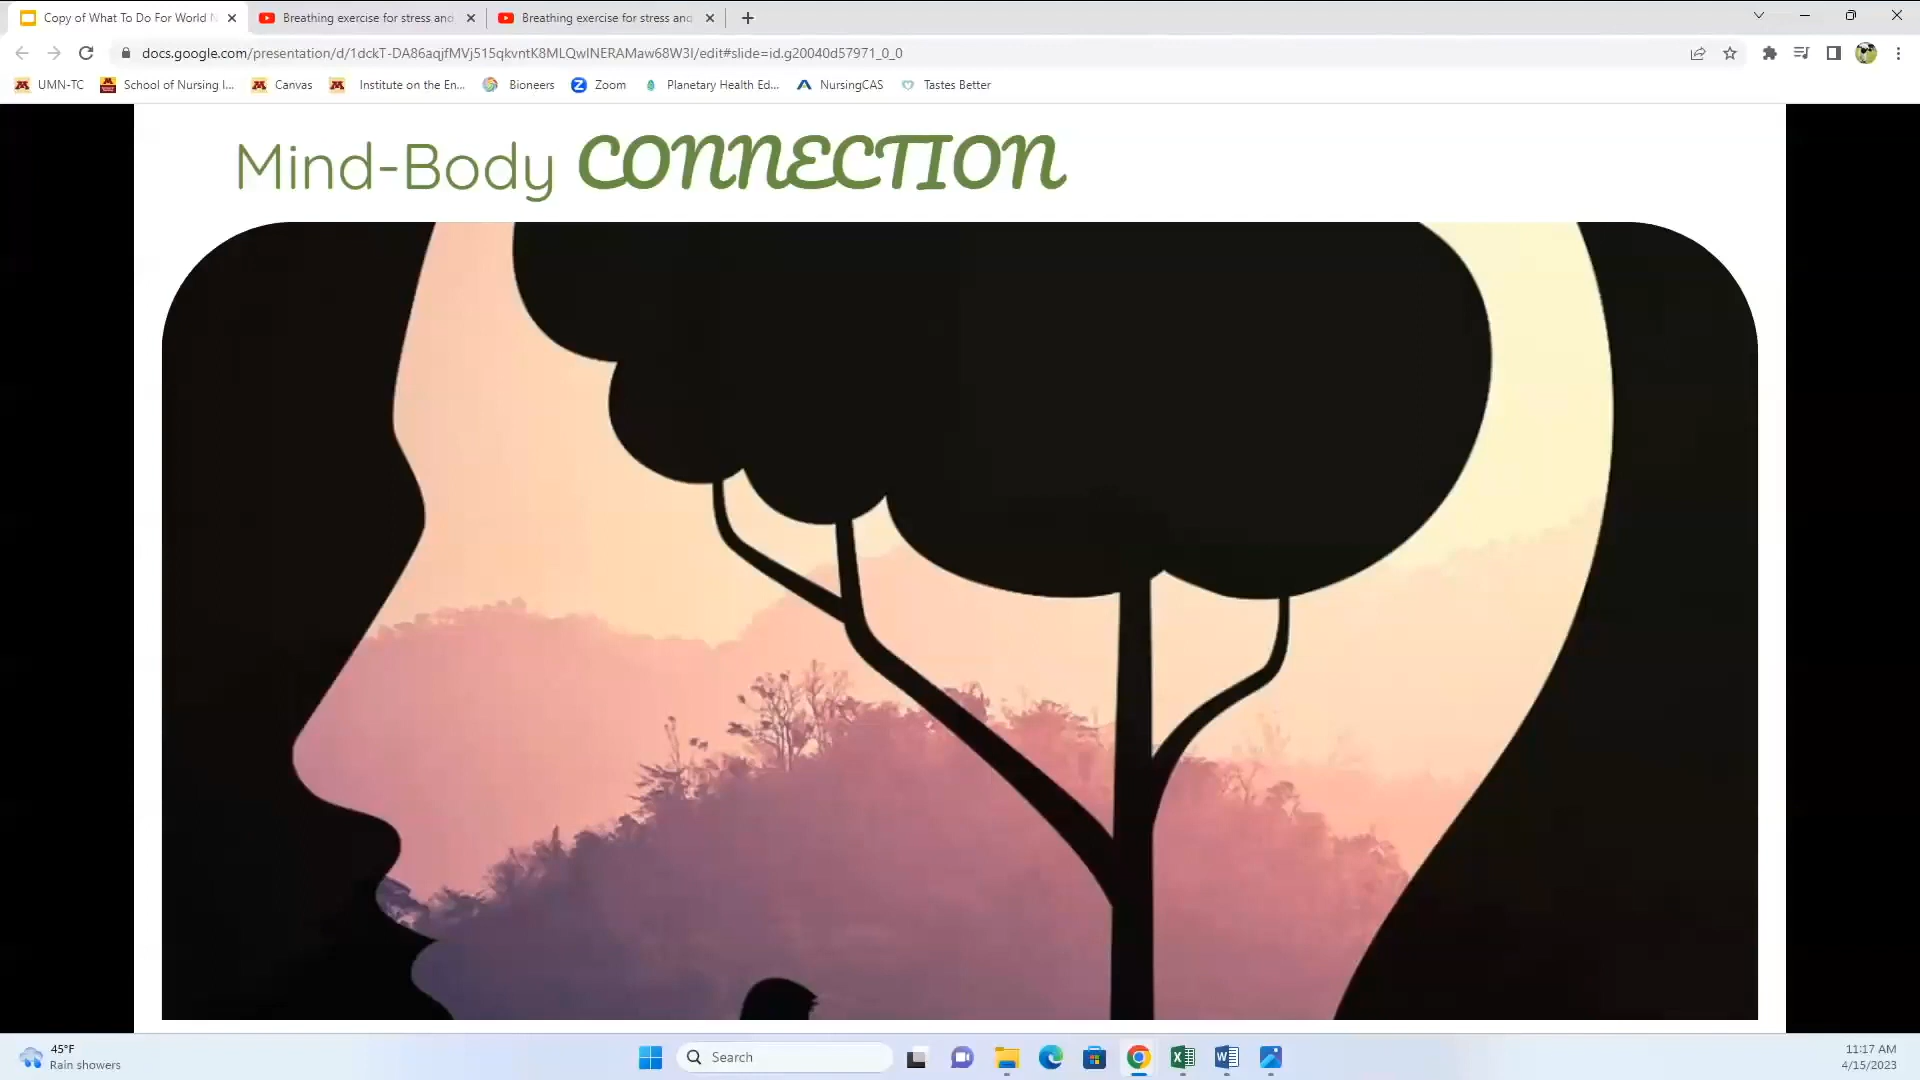 Copy of What To Do For World N
Breathing exercise for stress and
Breathing exercise for stress and
docs.google.com/presentation/d/1dckT-DA86aqjfMVj515qkvntK8MLQwINERAMaw68W3I/edit#slide=id.g20040d57971_0_0
UMN-TC
School of Nursing I...
Canvas
Institute on the En...
Bioneers
Zoom
Planetary Health Ed...
NursingCAS
Tastes Better
Mind-Body CONNECTION
45°F
Rain showers
Search
11:17 AM
4/15/2023